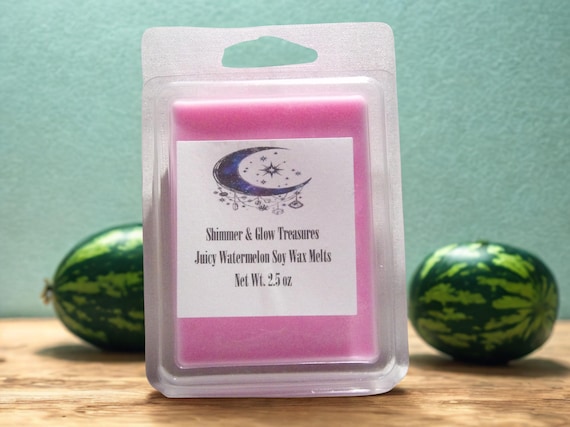 Shimmer & Glow Treasures
Juicy Watermelon Soy Wax Melts
Net Wt. 2.5 oz